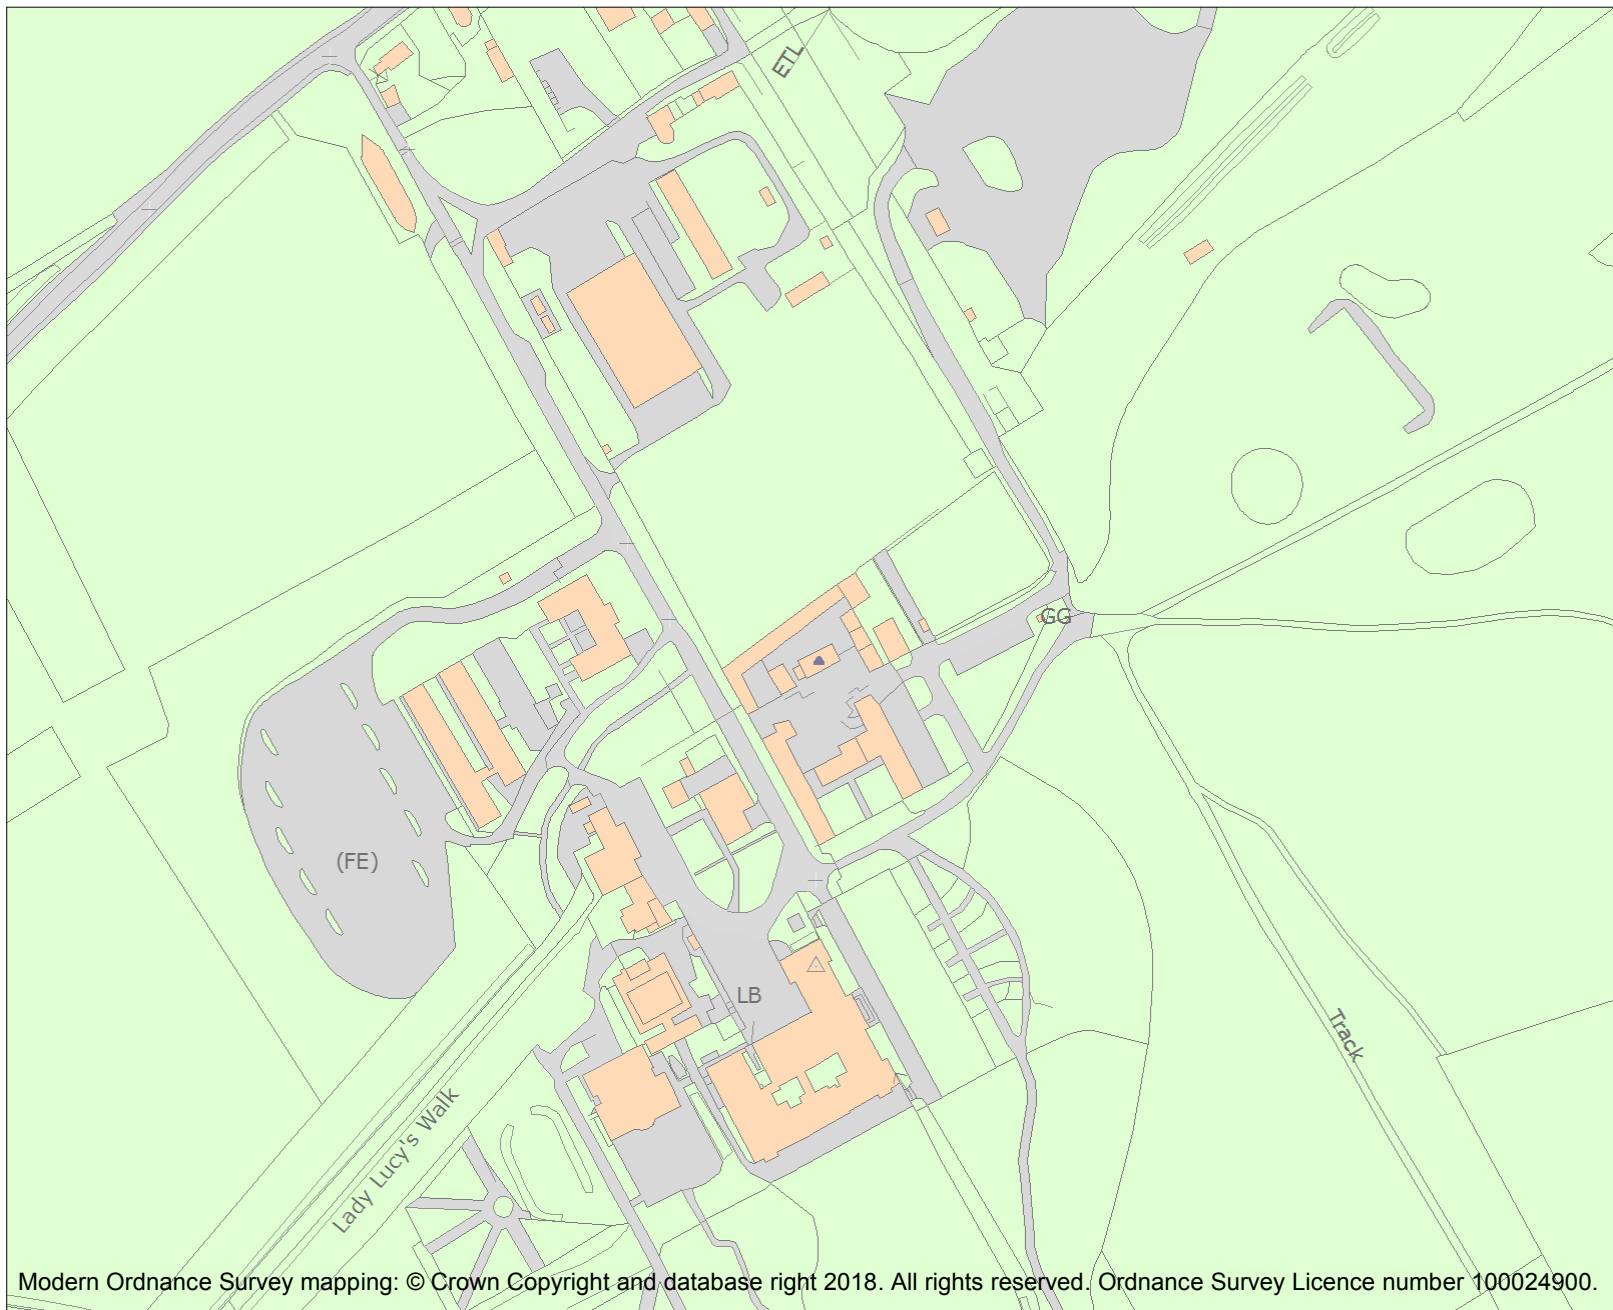 ETL
GG
(FE)
LB
Track
Lady Lucy's Walk
Modern Ordnance Survey mapping: © Crown Copyright and database right 2018. All rights reserved. Ordnance Survey Licence number 100024900.